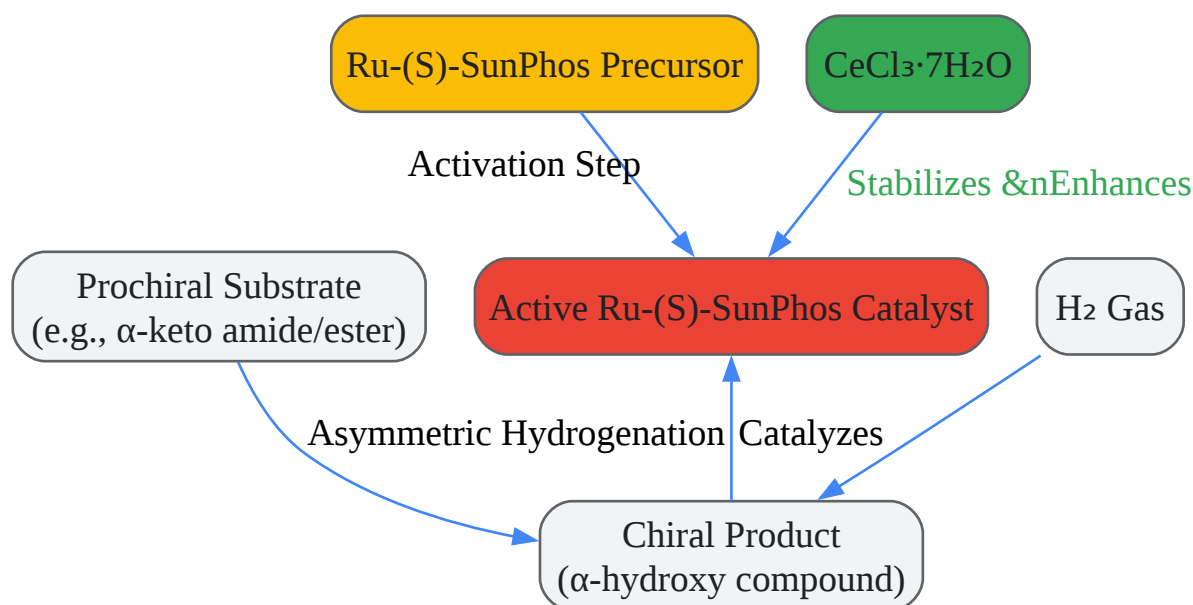 Ru-(S)-SunPhos Precursor
CeCl₃·7H₂O
Activation Step
Stabilizes &nEnhances
Prochiral Substrate
(e.g., α-keto amide/ester)
Active Ru-(S)-SunPhos Catalyst
H₂ Gas
Asymmetric Hydrogenation
Catalyzes
Chiral Product
(α-hydroxy compound)